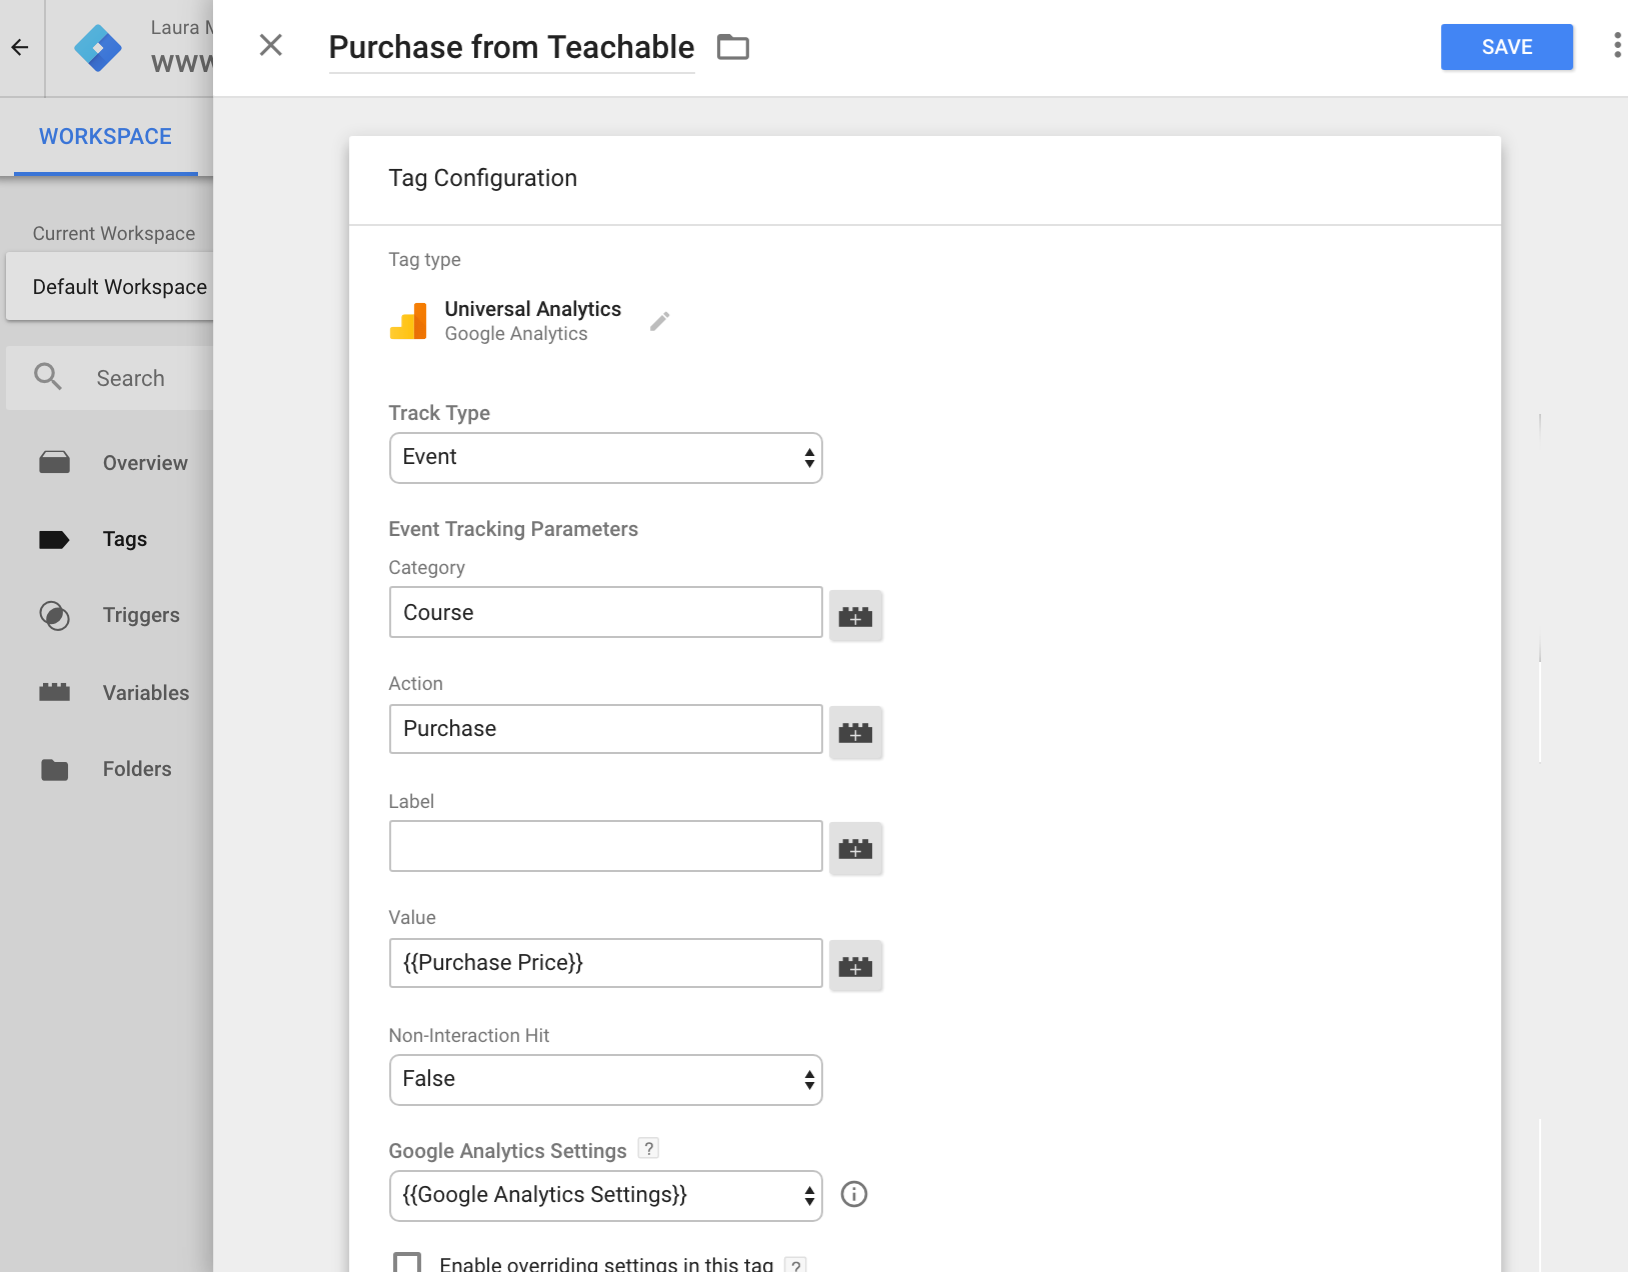 Laura M
www
Purchase from Teachable
SAVE
WORKSPACE
Current Workspace
Default Workspace
Search
Overview
Tags
Triggers
Variables
Folders
Tag Configuration
Tag type
Universal Analytics
Google Analytics
Track Type
Event
Event Tracking Parameters
Category
Course
Action
Purchase
Label
Value
{{Purchase Price}}
Non-Interaction Hit
False
Google Analytics Settings ?
{{Google Analytics Settings}}
Enable overriding settings in this tag ?